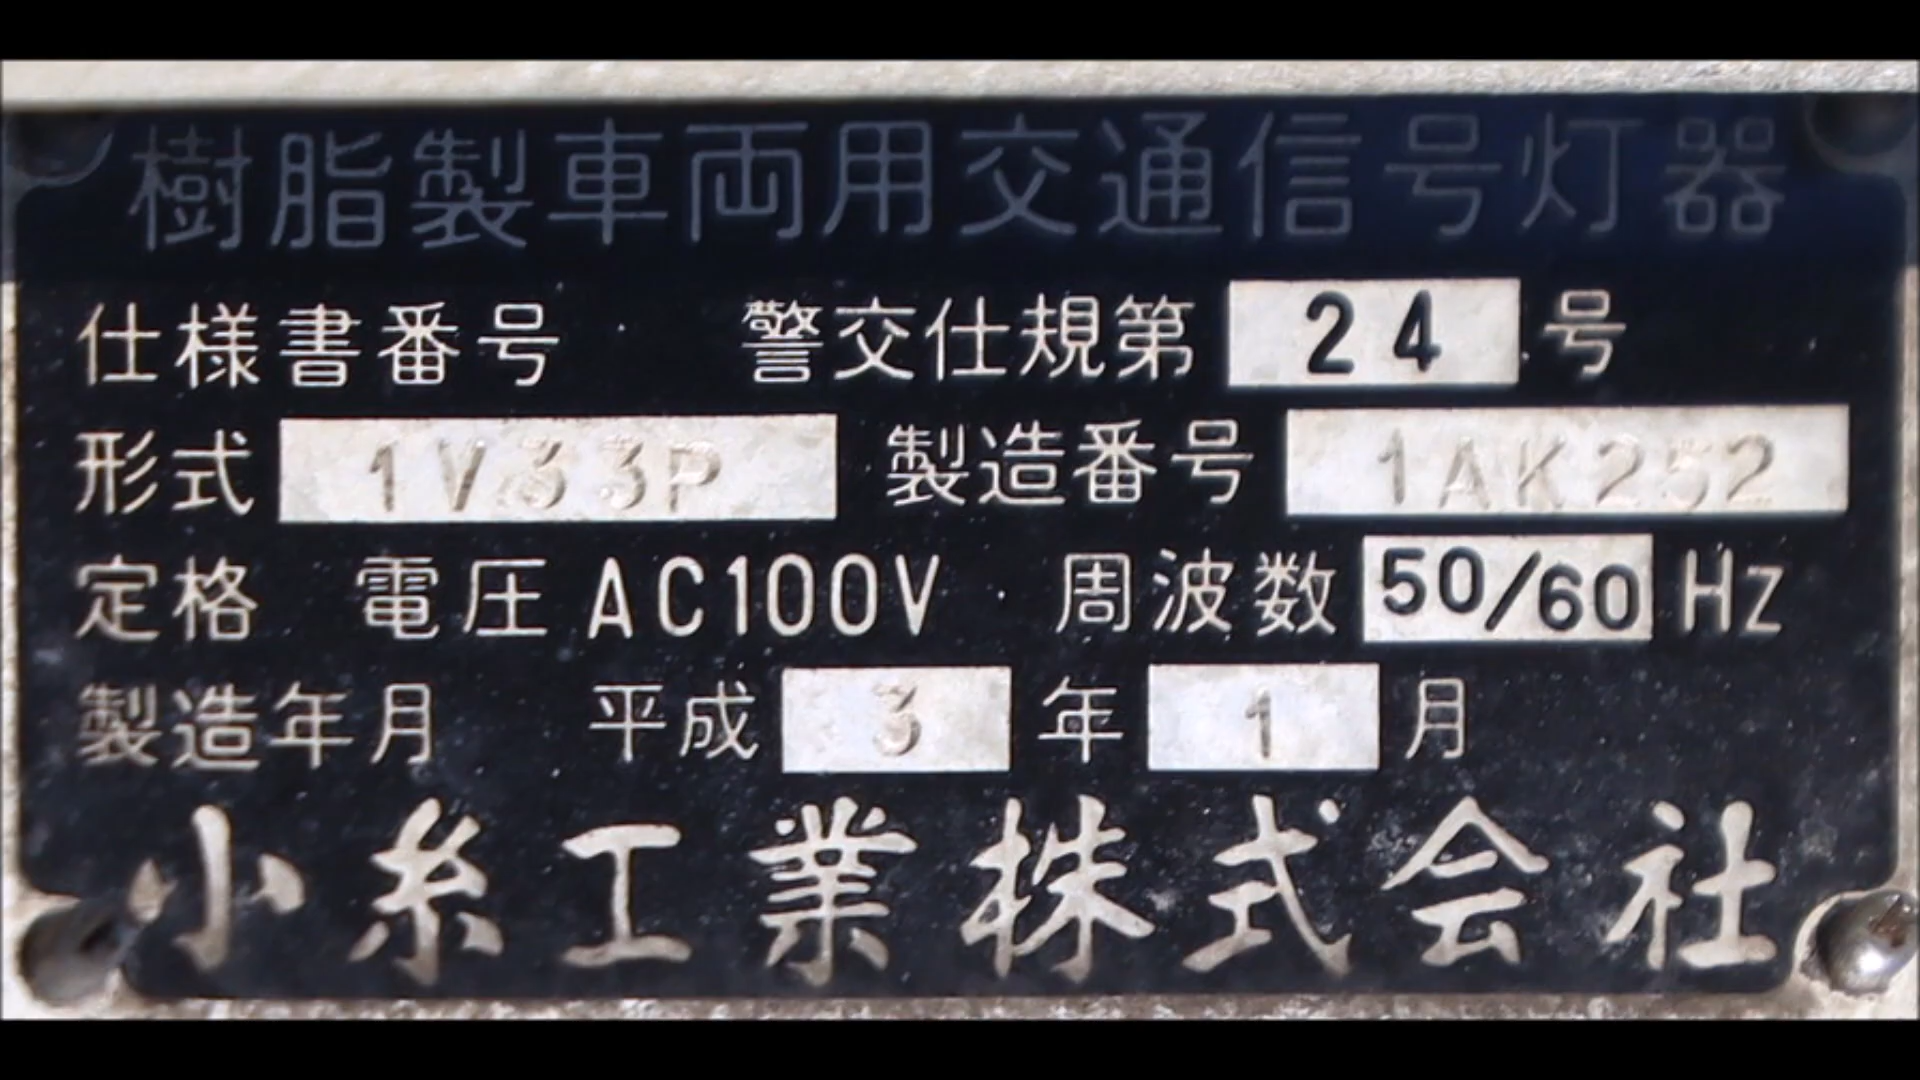 樹脂製車両用交通信号灯器
仕様書番号 警交仕規第 24 号
形式 1V33P 製造番号 1AK252
定格 電圧 AC100V 周波数 50/60 Hz
製造年月 平成 3 年 1 月
小糸工業株式会社